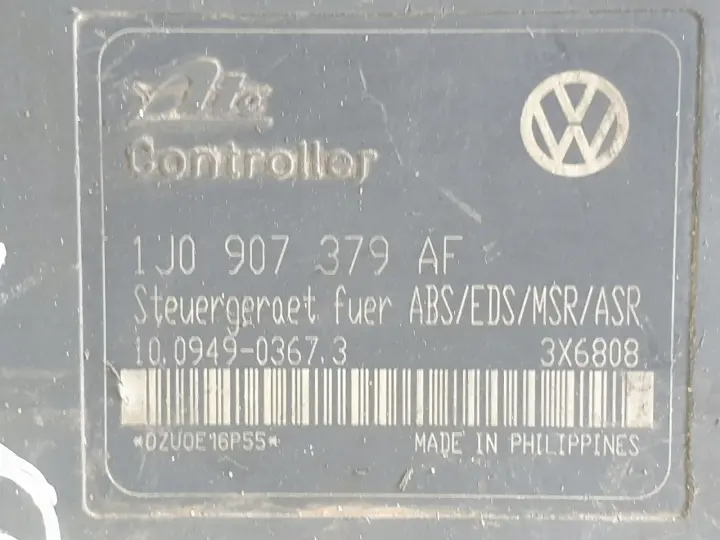 Ate
Controller
VW
1J0 907 379 AF
Steuergeraet fuer ABS/EDS/MSR/ASR
10.0949-0367.3 3X6808
*0ZU0E16P55*
MADE IN PHILIPPINES